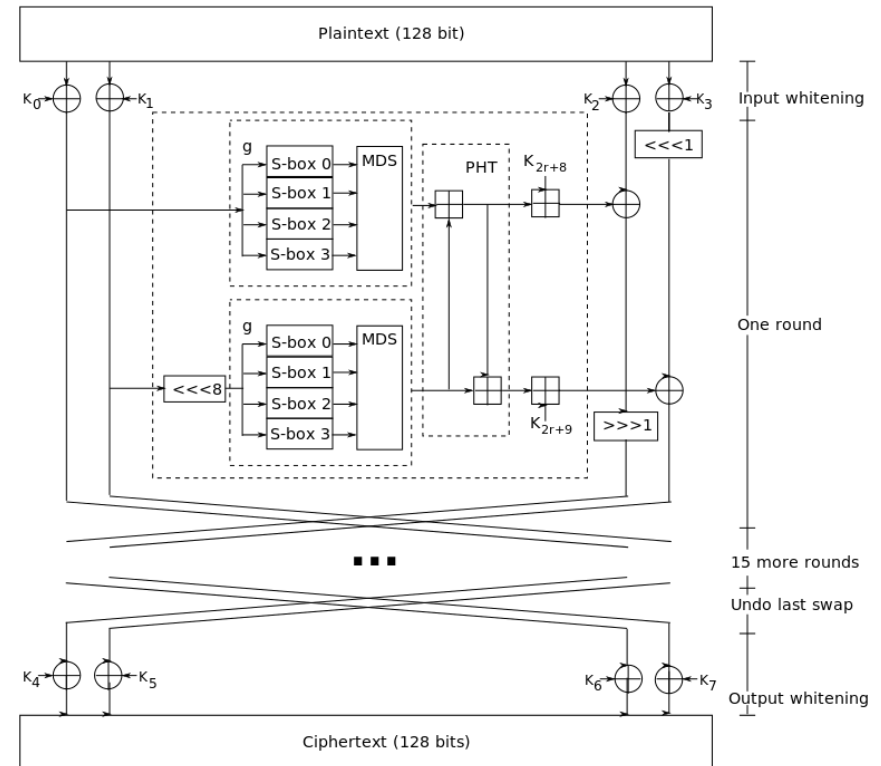 Plaintext (128 bit)
K0
K1
K2
K3
Input whitening
<<<1
g
S-box 0
S-box 1
S-box 2
S-box 3
MDS
PHT
K2r+8
One round
<<<8
g
S-box 0
S-box 1
S-box 2
S-box 3
MDS
K2r+9
>>>1
15 more rounds
Undo last swap
K4
K5
K6
K7
Output whitening
Ciphertext (128 bits)